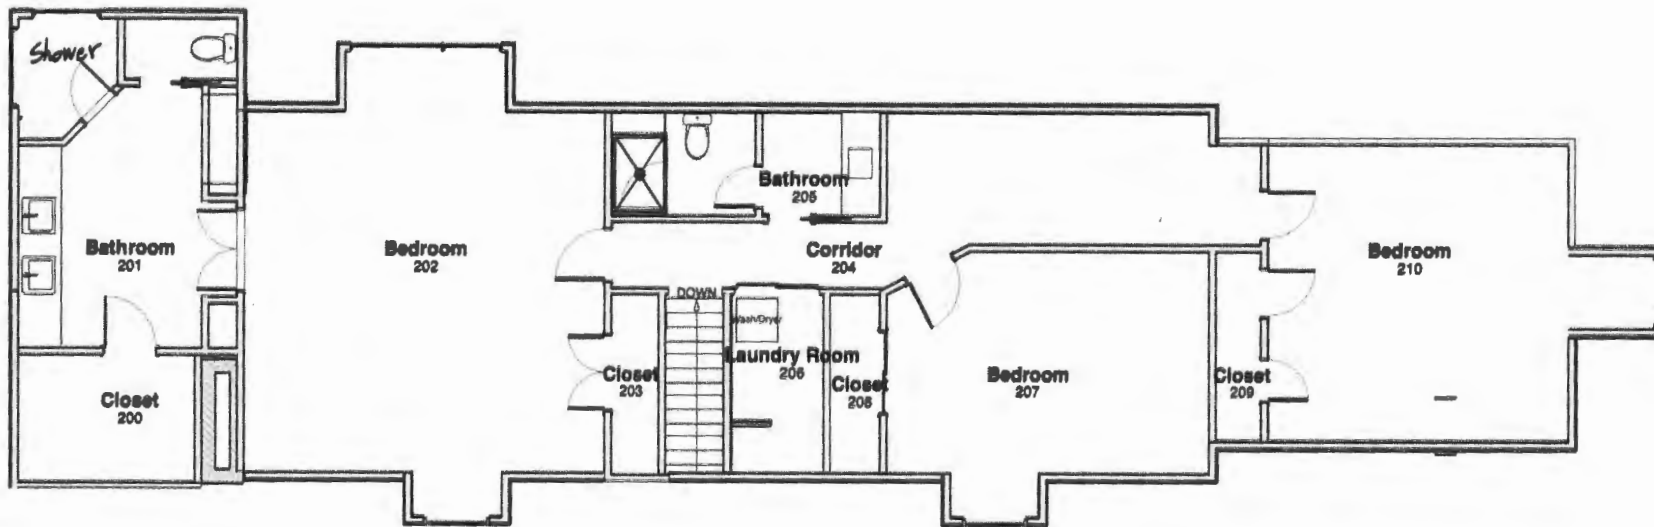 Shower
Bathroom
201
Closet
200
Bedroom
202
Closet
203
DOWN
Bathroom
205
Corridor
204
Wash/Dryer
Laundry Room
206
Closet
208
Bedroom
207
Closet
209
Bedroom
210